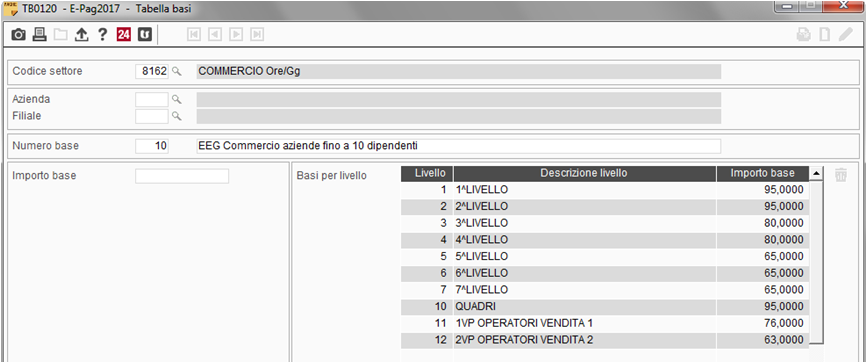 TB0120 - E-Pag2017 - Tabella basi
? 24
Codice settore 8162 COMMERCIO Ore/Gg
Azienda
Filiale
Numero base 10 EEG Commercio aziende fino a 10 dipendenti
Importo base
Basi per livello
Livello Descrizione livello Importo base
1 1^LIVELLO 95,0000
2 2^LIVELLO 95,0000
3 3^LIVELLO 80,0000
4 4^LIVELLO 80,0000
5 5^LIVELLO 65,0000
6 6^LIVELLO 65,0000
7 7^LIVELLO 65,0000
10 QUADRI 95,0000
11 1VP OPERATORI VENDITA 1 76,0000
12 2VP OPERATORI VENDITA 2 63,0000